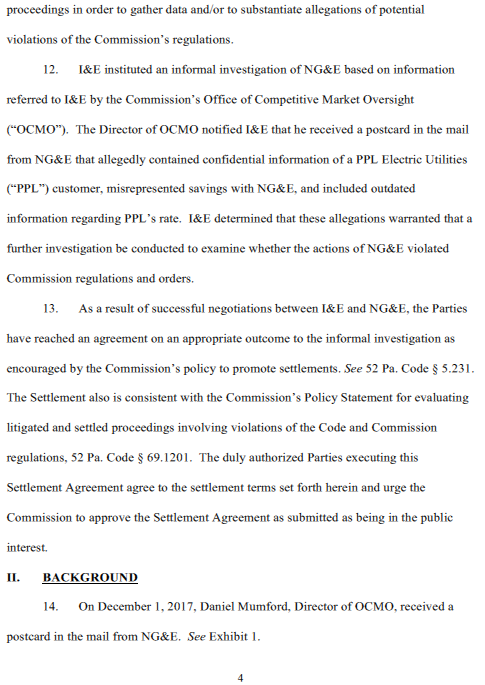 proceedings in order to gather data and/or to substantiate allegations of potential
violations of the Commission's regulations.
12. I&E instituted an informal investigation of NG&E based on information
referred to I&E by the Commission's Office of Competitive Market Oversight
("OCMO"). The Director of OCMO notified I&E that he received a postcard in the mail
from NG&E that allegedly contained confidential information of a PPL Electric Utilities
("PPL") customer, misrepresented savings with NG&E, and included outdated
information regarding PPL's rate. I&E determined that these allegations warranted that a
further investigation be conducted to examine whether the actions of NG&E violated
Commission regulations and orders.
13. As a result of successful negotiations between I&E and NG&E, the Parties
have reached an agreement on an appropriate outcome to the informal investigation as
encouraged by the Commission's policy to promote settlements. See 52 Pa. Code § 5.231.
The Settlement also is consistent with the Commission's Policy Statement for evaluating
litigated and settled proceedings involving violations of the Code and Commission
regulations, 52 Pa. Code § 69.1201. The duly authorized Parties executing this
Settlement Agreement agree to the settlement terms set forth herein and urge the
Commission to approve the Settlement Agreement as submitted as being in the public
interest.
II. BACKGROUND
14. On December 1, 2017, Daniel Mumford, Director of OCMO, received a
postcard in the mail from NG&E. See Exhibit 1.
4